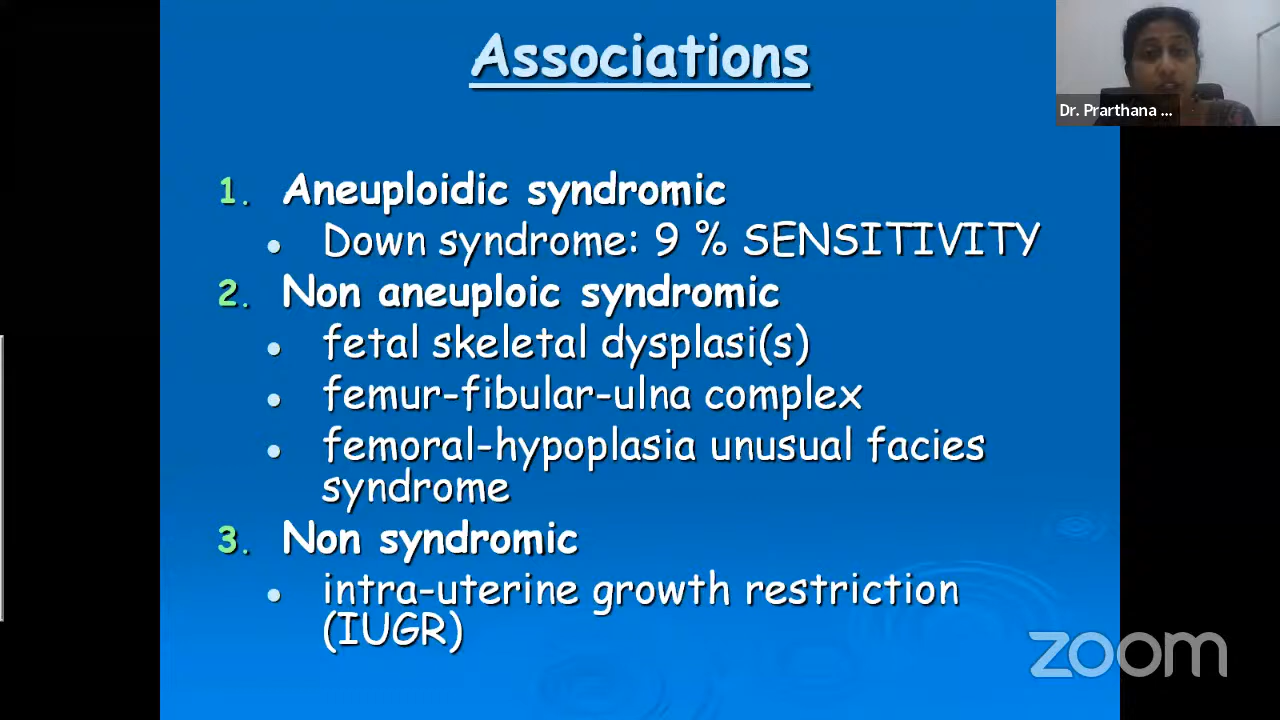 Associations
Dr. Prarthana ...
1. Aneuploidic syndromic
• Down syndrome: 9 % SENSITIVITY
2. Non aneuploic syndromic
• fetal skeletal dysplasi(s)
• femur-fibular-ulna complex
• femoral-hypoplasia unusual facies
syndrome
3. Non syndromic
• intra-uterine growth restriction
(IUGR)
zoom